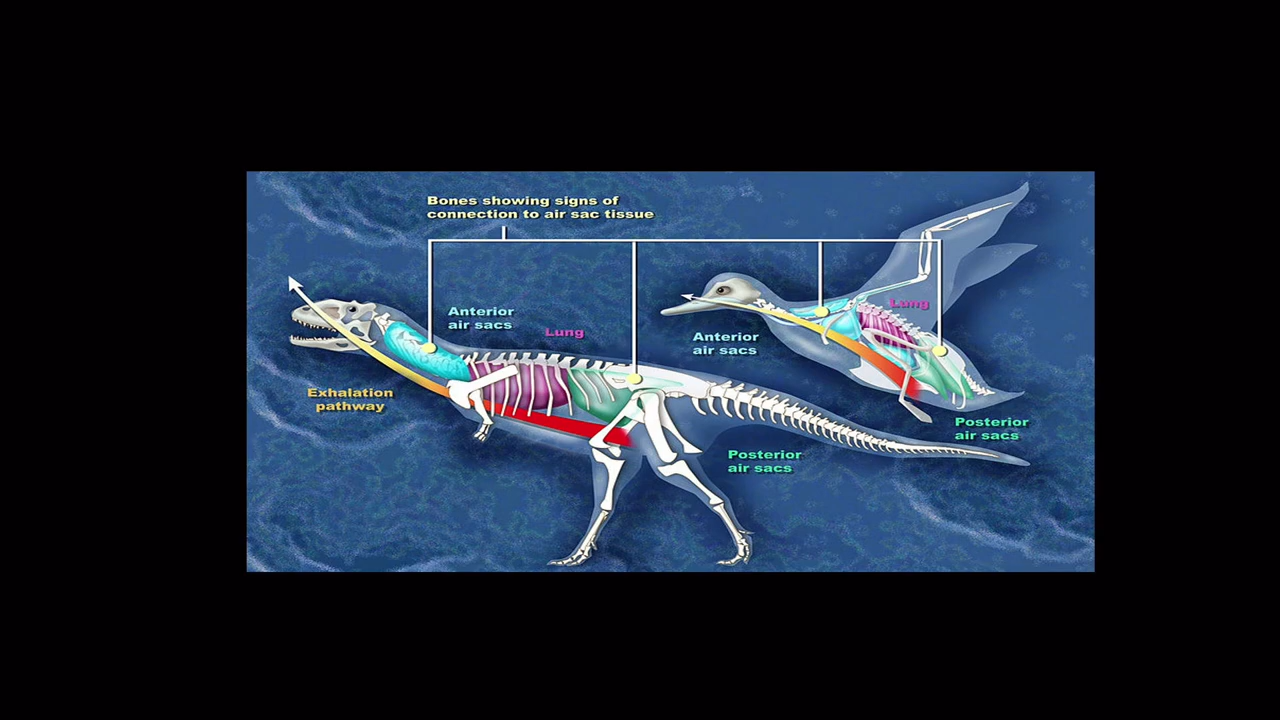 Bones showing signs of
connection to air sac tissue
Anterior
air sacs
Lung
Exhalation
pathway
Posterior
air sacs
Lung
Anterior
air sacs
Posterior
air sacs